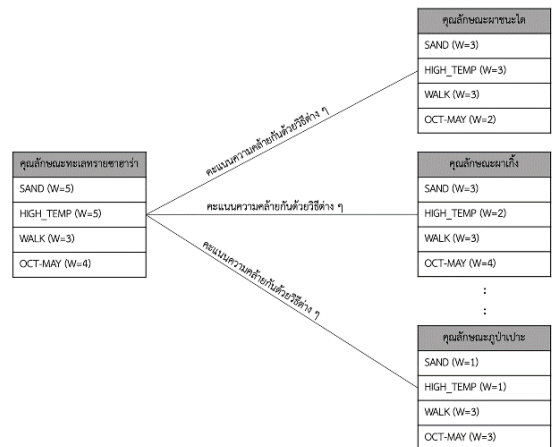 คุณลักษณะทะเลทรายซาฮาร่า
SAND (W=5)
HIGH_TEMP (W=5)
WALK (W=3)
OCT-MAY (W=4)
คะแนนความคล้ายกันด้วยวิธีต่าง ๆ
คะแนนความคล้ายกันด้วยวิธีต่าง ๆ
คะแนนความคล้ายกันด้วยวิธีต่าง ๆ
คุณลักษณะผาชนะได
SAND (W=3)
HIGH_TEMP (W=3)
WALK (W=3)
OCT-MAY (W=2)
คุณลักษณะผาเกิ้ง
SAND (W=3)
HIGH_TEMP (W=2)
WALK (W=3)
OCT-MAY (W=4)
:
:
คุณลักษณะภูป่าเปาะ
SAND (W=1)
HIGH_TEMP (W=1)
WALK (W=3)
OCT-MAY (W=3)